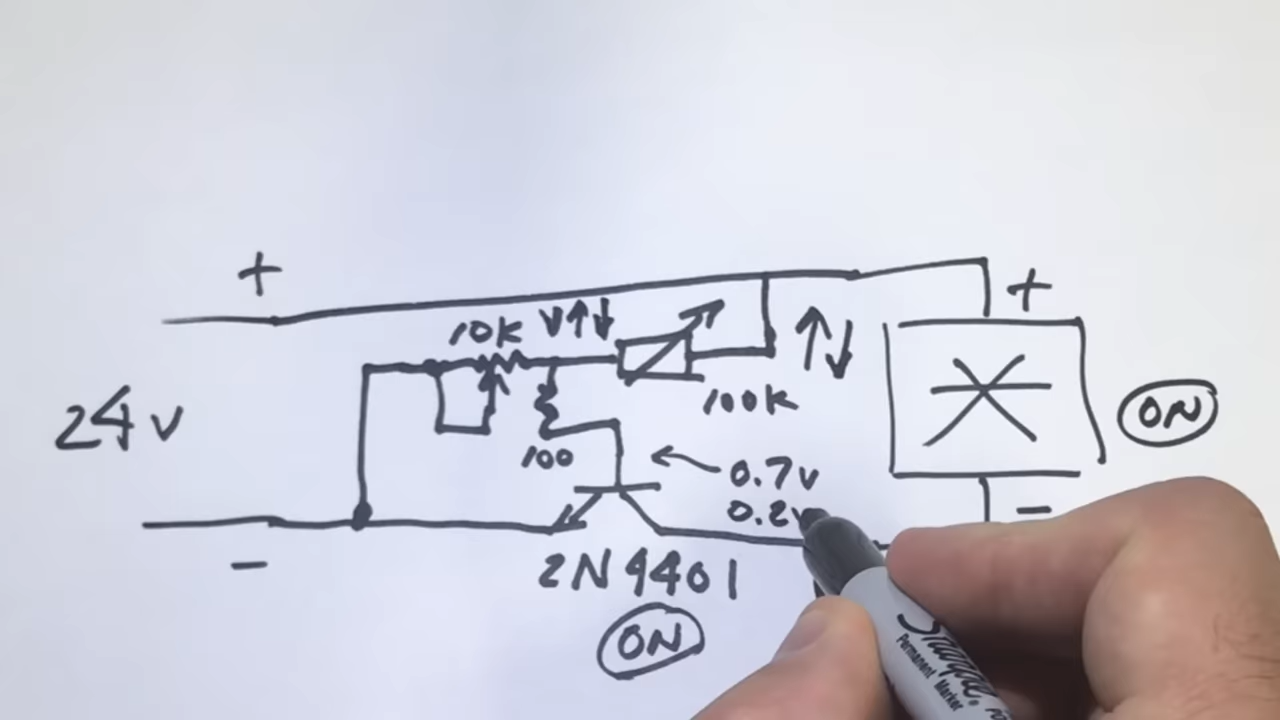 +
+
10K V↑↓
↑↓
24V
100K
ON
100
0.7V
0.2V
-
-
2N4401
ON
Sharpie.
Permanent Marker